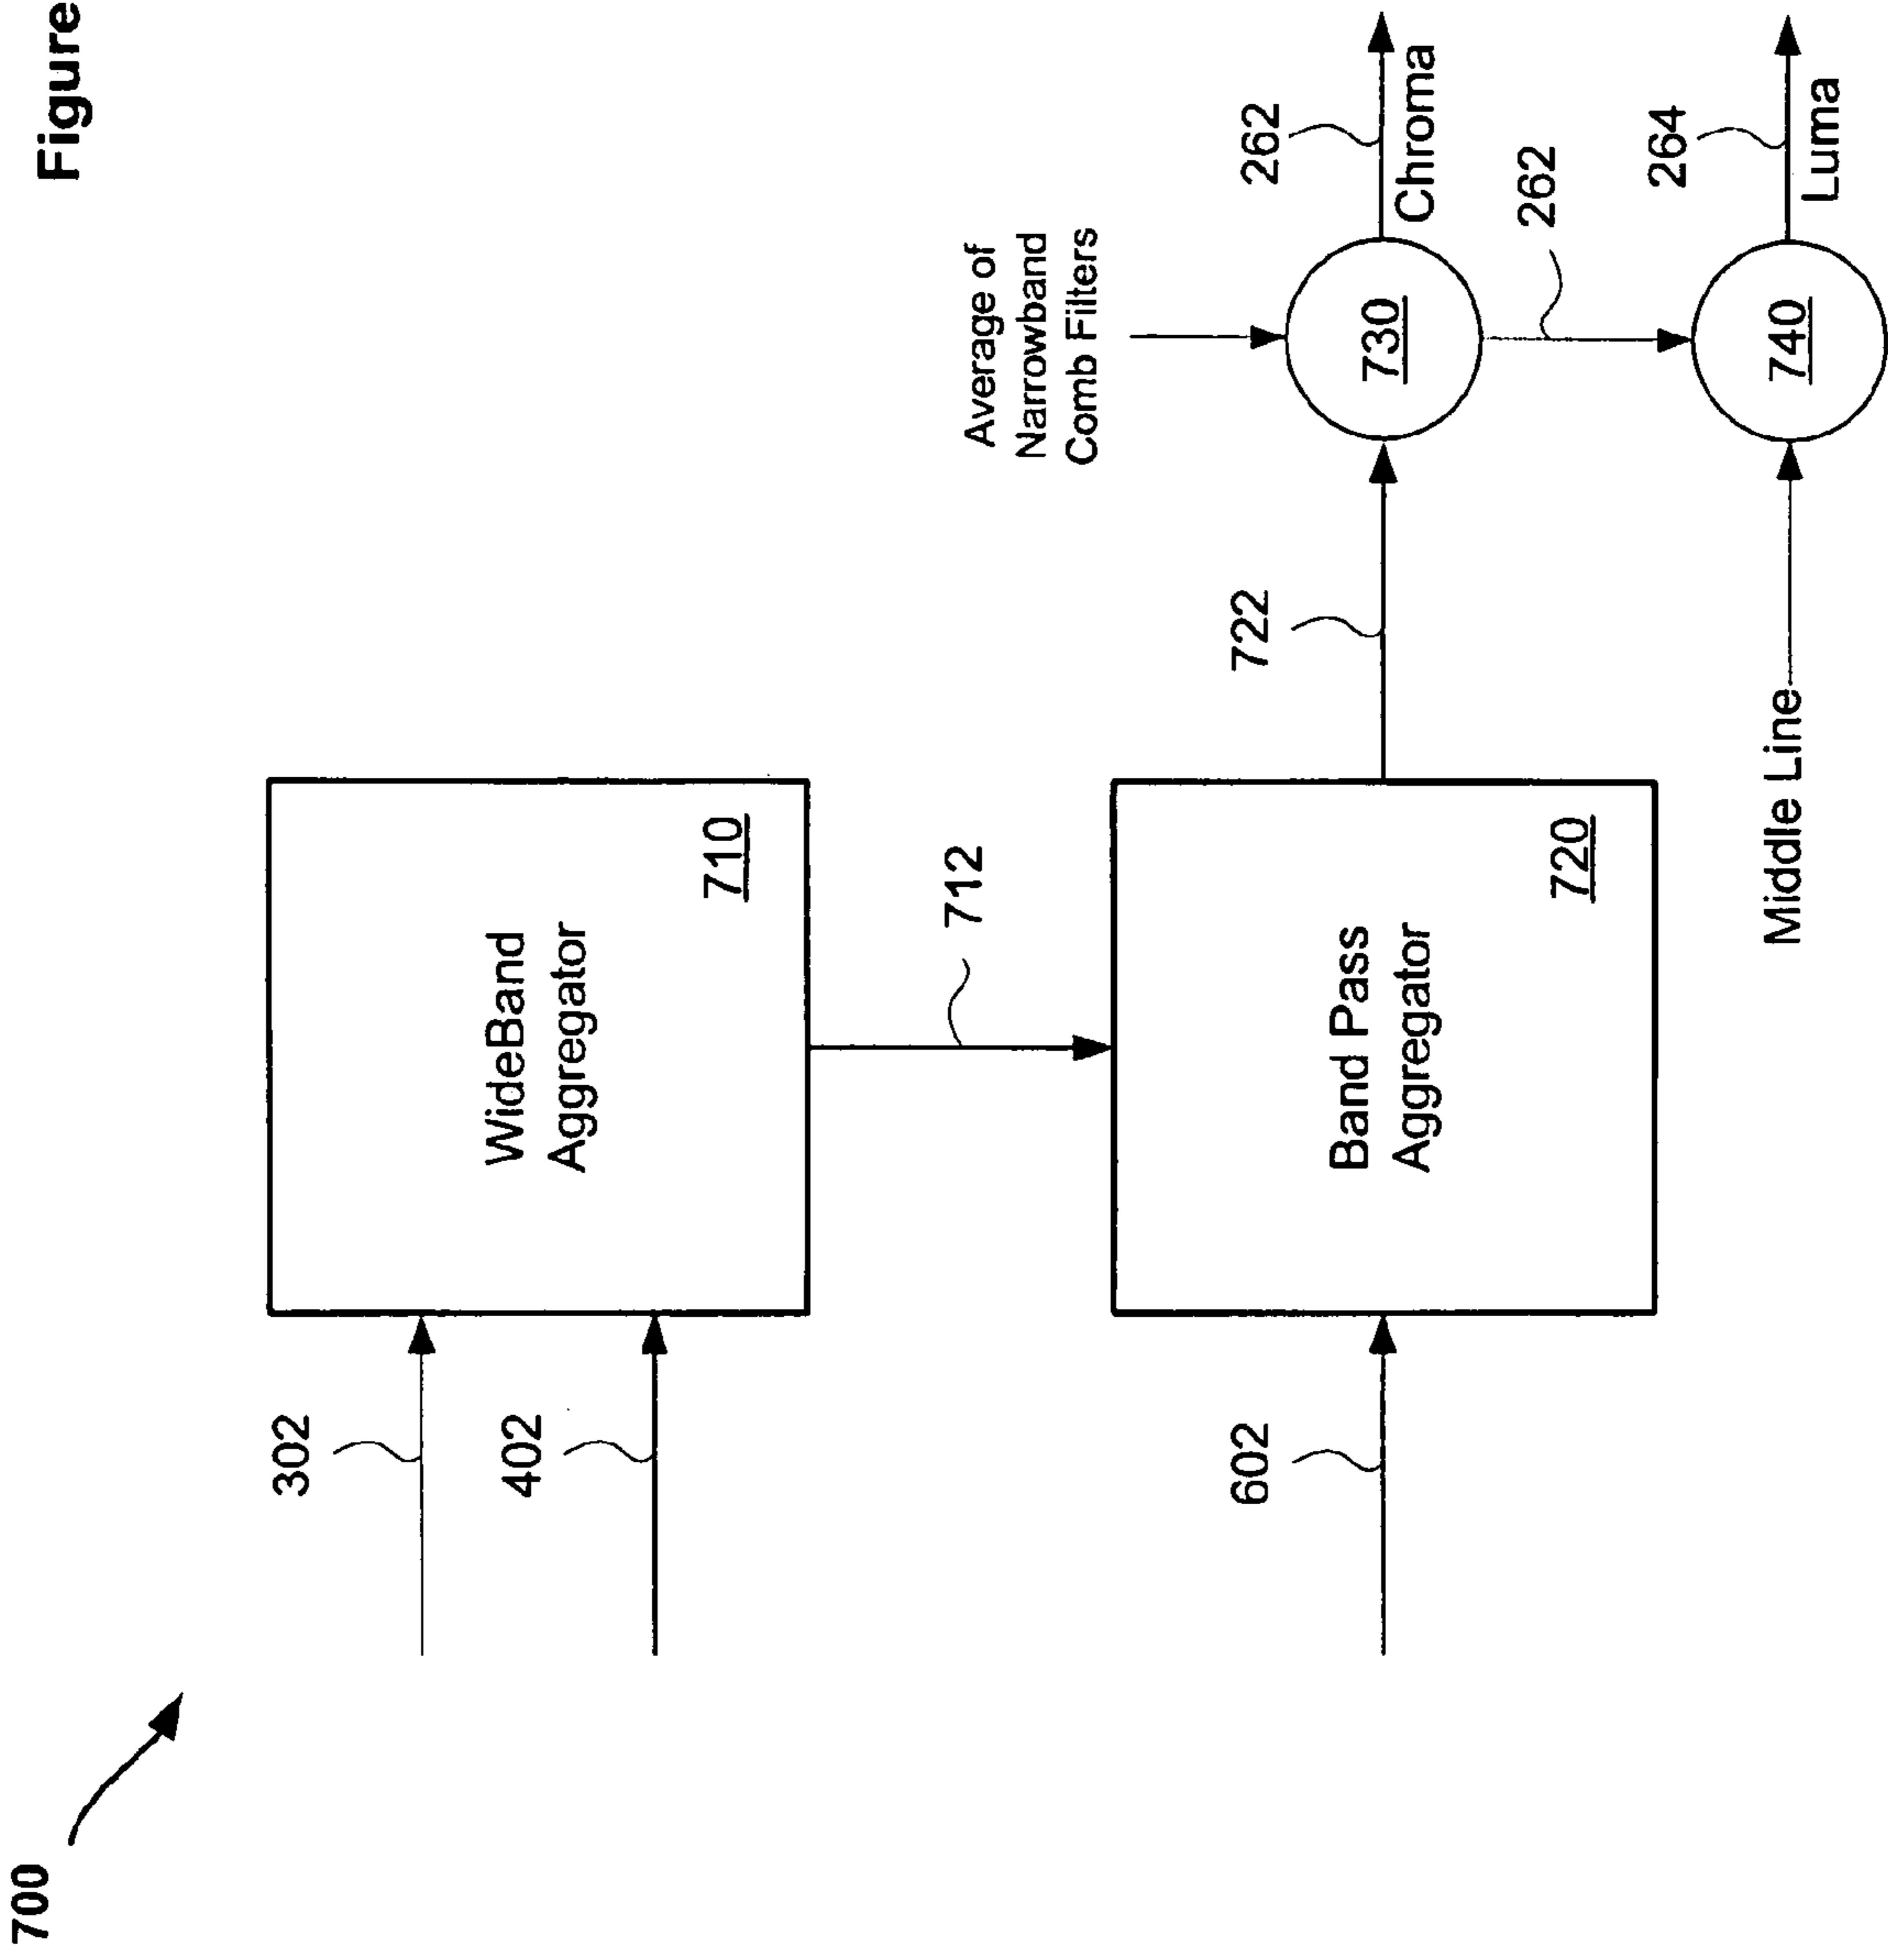 Figure
700
302
402
WideBand
Aggregator
710
712
602
Band Pass
Aggregator
720
722
Average of
Narrowband
Comb Filters
730
262
Chroma
262
Middle Line
740
264
Luma